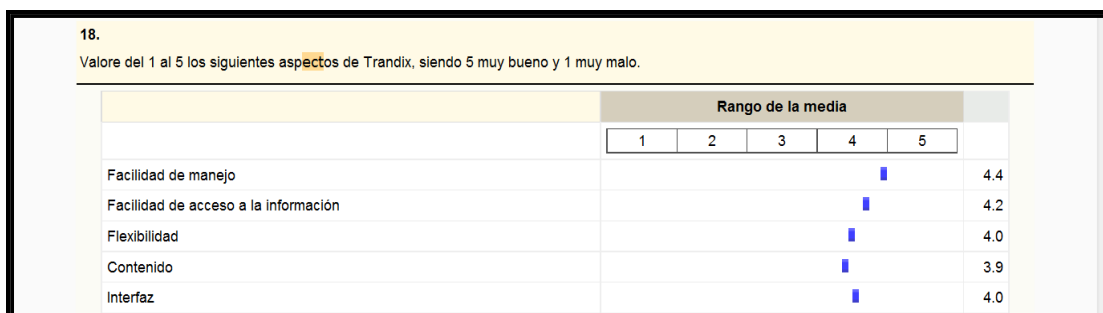 18.
Valore del 1 al 5 los siguientes aspectos de Trandix, siendo 5 muy bueno y 1 muy malo.
Rango de la media
1 2 3 4 5
Facilidad de manejo 4.4
Facilidad de acceso a la información 4.2
Flexibilidad 4.0
Contenido 3.9
Interfaz 4.0